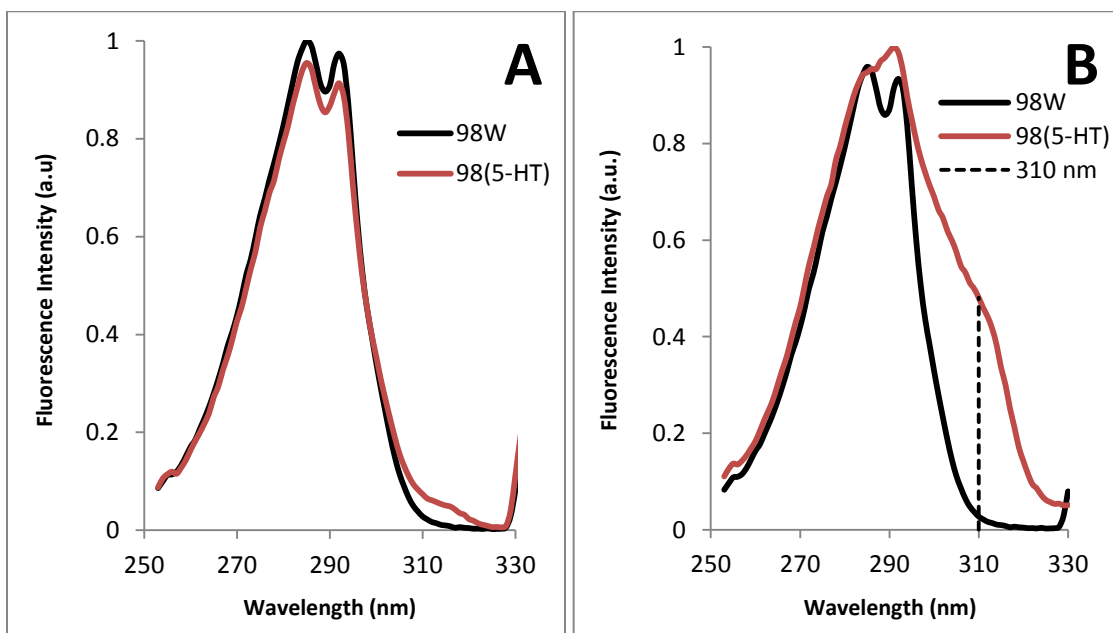 A
98W
98(5-HT)
Fluorescence Intensity (a.u)
1
0.8
0.6
0.4
0.2
0
250
270
290
310
330
Wavelength (nm)
B
98W
98(5-HT)
310 nm
Fluorescence Intensity (a.u.)
1
0.8
0.6
0.4
0.2
0
250
270
290
310
330
Wavelength (nm)